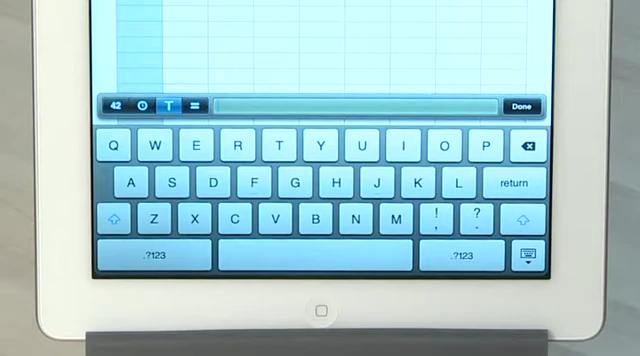 42 T = Done
Q W E R T Y U I O P
A S D F G H J K L return
Z X C V B N M ! , ? .
.?123 .?123